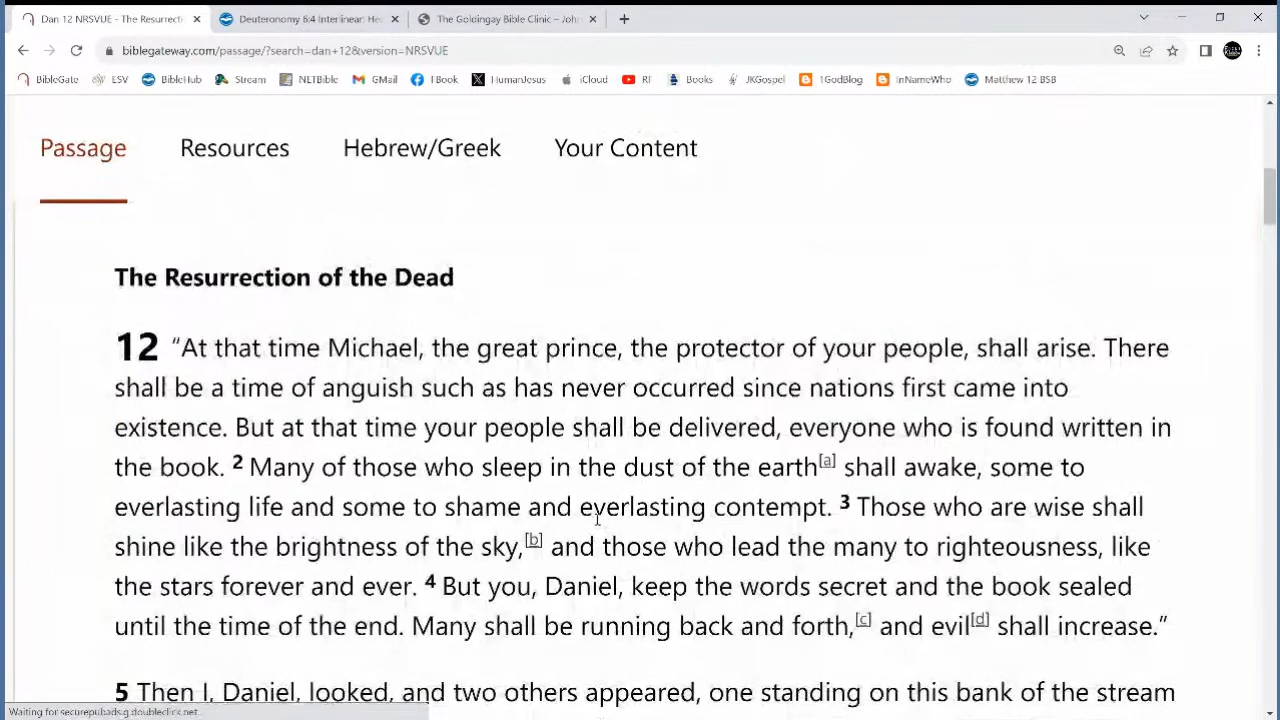 Dan 12 NRSVUE - The Resurrecti
Deuteronomy 6:4 Interlinear: He
The Goldingay Bible Clinic – Joh
biblegateway.com/passage/?search=dan+12&version=NRSVUE
BibleGate ESV BibleHub Stream NETBible GMail FBook HumanJesus iCloud RF Books JKGospel 1GodBlog InNameWho Matthew 12 BSB
Passage Resources Hebrew/Greek Your Content
The Resurrection of the Dead
12 “At that time Michael, the great prince, the protector of your people, shall arise. There
shall be a time of anguish such as has never occurred since nations first came into
existence. But at that time your people shall be delivered, everyone who is found written in
the book. 2 Many of those who sleep in the dust of the earth[a] shall awake, some to
everlasting life and some to shame and everlasting contempt. 3 Those who are wise shall
shine like the brightness of the sky,[b] and those who lead the many to righteousness, like
the stars forever and ever. 4 But you, Daniel, keep the words secret and the book sealed
until the time of the end. Many shall be running back and forth,[c] and evil[d] shall increase.”
5 Then I, Daniel, looked, and two others appeared, one standing on this bank of the stream
Waiting for securepubads.g.doubleclick.net...